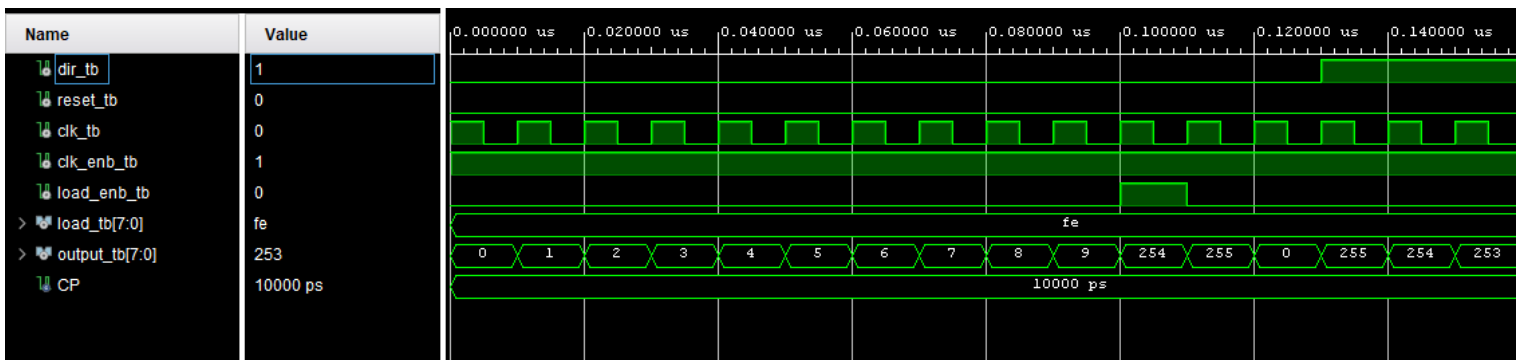 Name Value 0.000000 us 0.020000 us 0.040000 us 0.060000 us 0.080000 us 0.100000 us 0.120000 us 0.140000 us
dir_tb 1
reset_tb 0
clk_tb 0
clk_enb_tb 1
load_enb_tb 0
> load_tb[7:0] fe fe
> output_tb[7:0] 253 0 1 2 3 4 5 6 7 8 9 254 255 0 255 254 253
CP 10000 ps 10000 ps